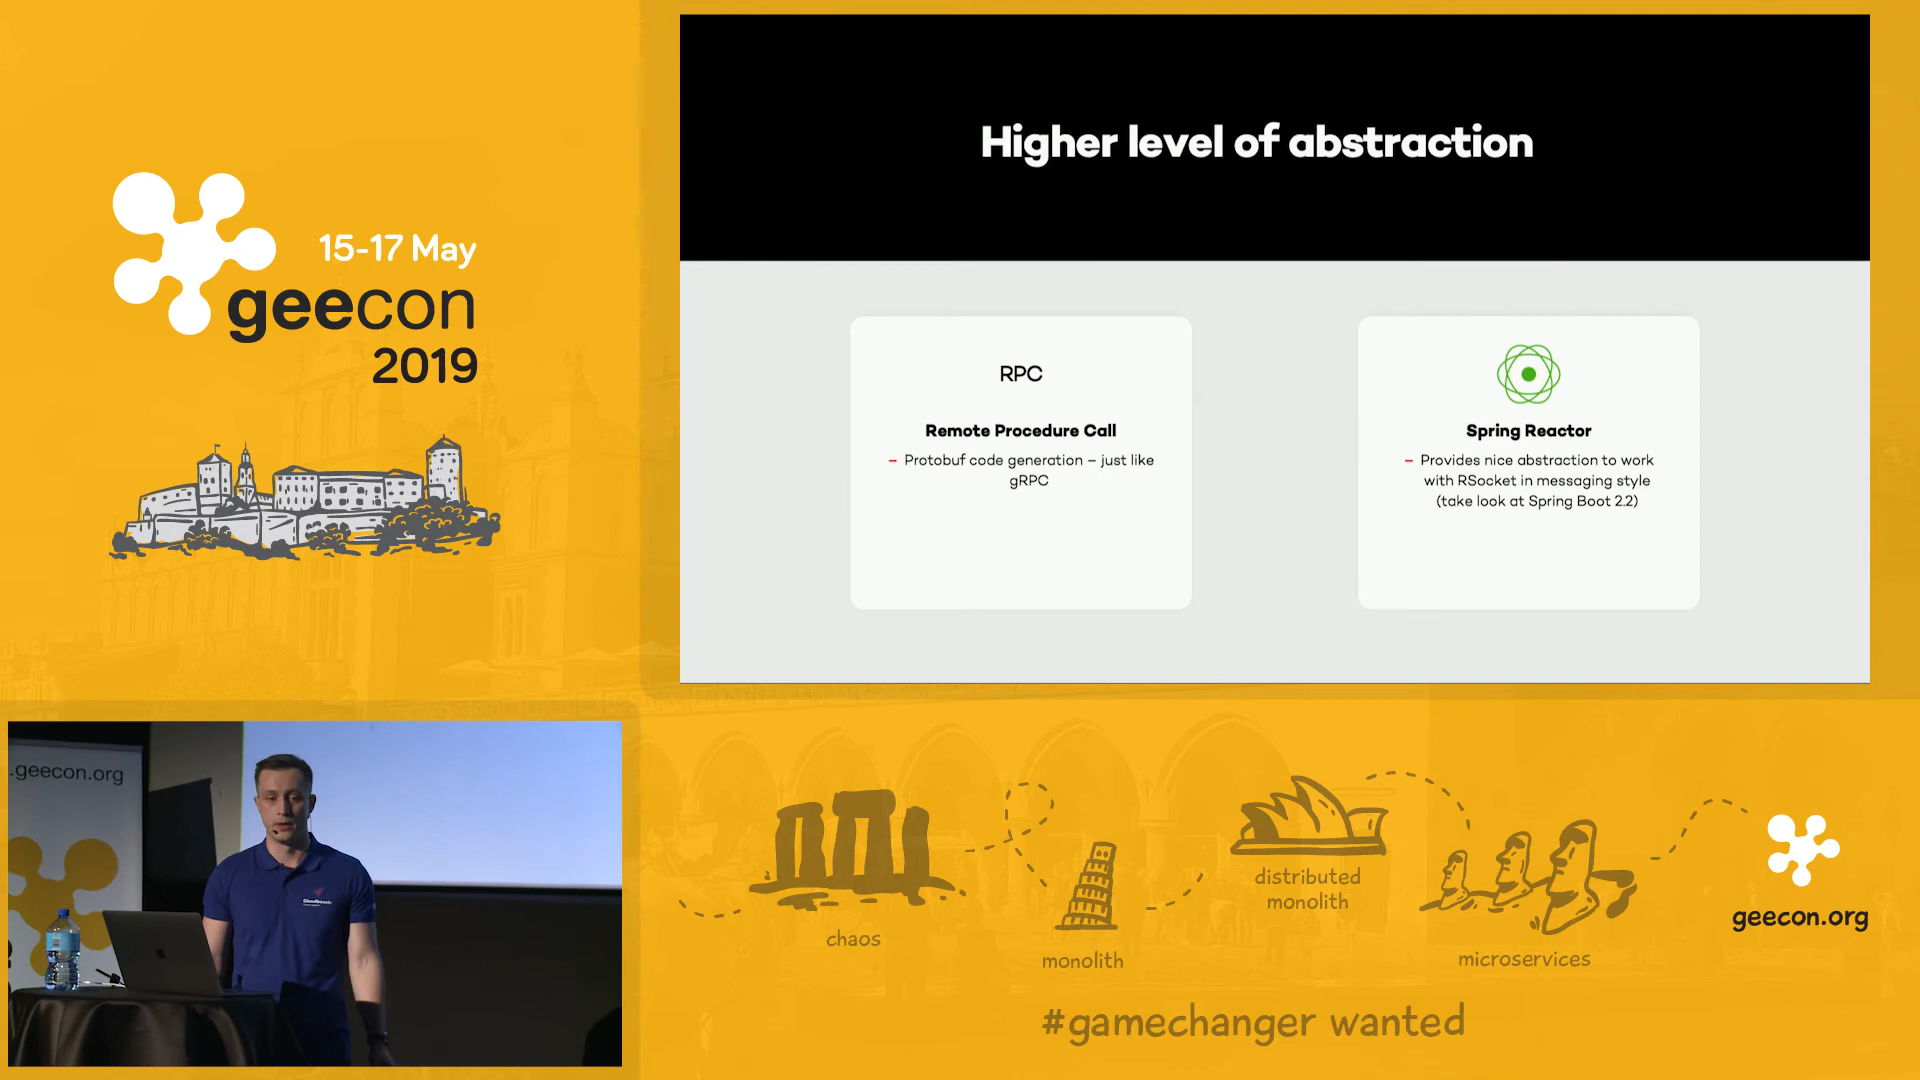 15-17 May
geecon
2019
Higher level of abstraction
RPC
Remote Procedure Call
– Protobuf code generation – just like
gRPC
Spring Reactor
– Provides nice abstraction to work
with RSocket in messaging style
(take look at Spring Boot 2.2)
.geecon.org
chaos
monolith
distributed
monolith
microservices
geecon.org
#gamechanger wanted